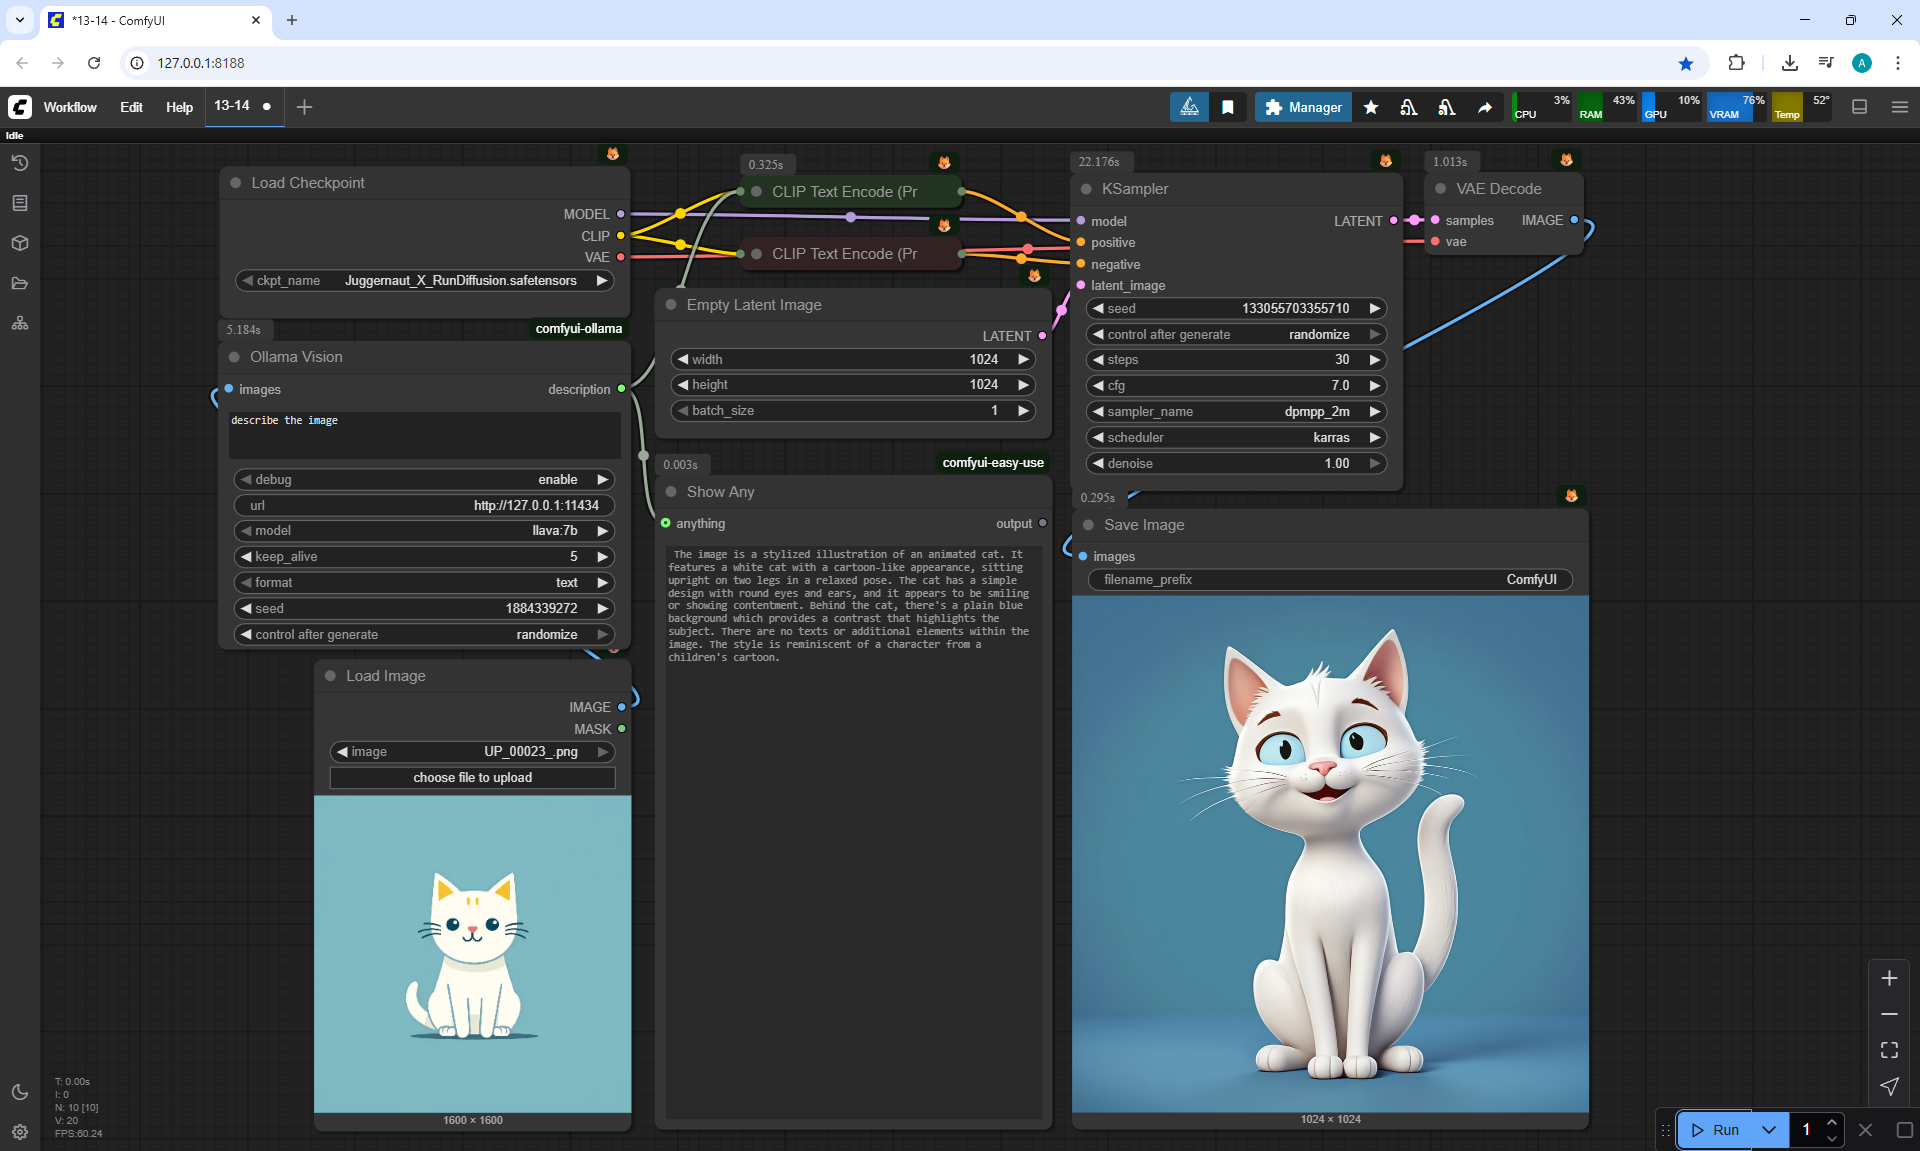 *13-14 - ComfyUI
127.0.0.1:8188
A
Workflow Edit Help 13-14
Manager
CPU 3%
RAM 43%
GPU 10%
VRAM 76%
Temp 52°
Idle
Load Checkpoint
MODEL
CLIP
VAE
ckpt_name Juggernaut_X_RunDiffusion.safetensors
0.325s
CLIP Text Encode (Pr
CLIP Text Encode (Pr
22.176s
KSampler
model LATENT
positive
negative
latent_image
seed 133055703355710
control after generate randomize
steps 30
cfg 7.0
sampler_name dpmpp_2m
scheduler karras
denoise 1.00
1.013s
VAE Decode
samples IMAGE
vae
Empty Latent Image
LATENT
width 1024
height 1024
batch_size 1
5.184s comfyui-ollama
Ollama Vision
images description
describe the image
debug enable
url http://127.0.0.1:11434
model llava:7b
keep_alive 5
format text
seed 1884339272
control after generate randomize
0.003s comfyui-easy-use
Show Any
anything output
The image is a stylized illustration of an animated cat. It
features a white cat with a cartoon-like appearance, sitting
upright on two legs in a relaxed pose. The cat has a simple
design with round eyes and ears, and it appears to be smiling
or showing contentment. Behind the cat, there's a plain blue
background which provides a contrast that highlights the
subject. There are no texts or additional elements within the
image. The style is reminiscent of a character from a
children's cartoon.
0.295s
Save Image
images
filename_prefix ComfyUI
1024 × 1024
Load Image
IMAGE
MASK
image UP_00023_.png
choose file to upload
1600 × 1600
T: 0.00s
I: 0
N: 10 [10]
V: 20
FPS:60.24
Run 1